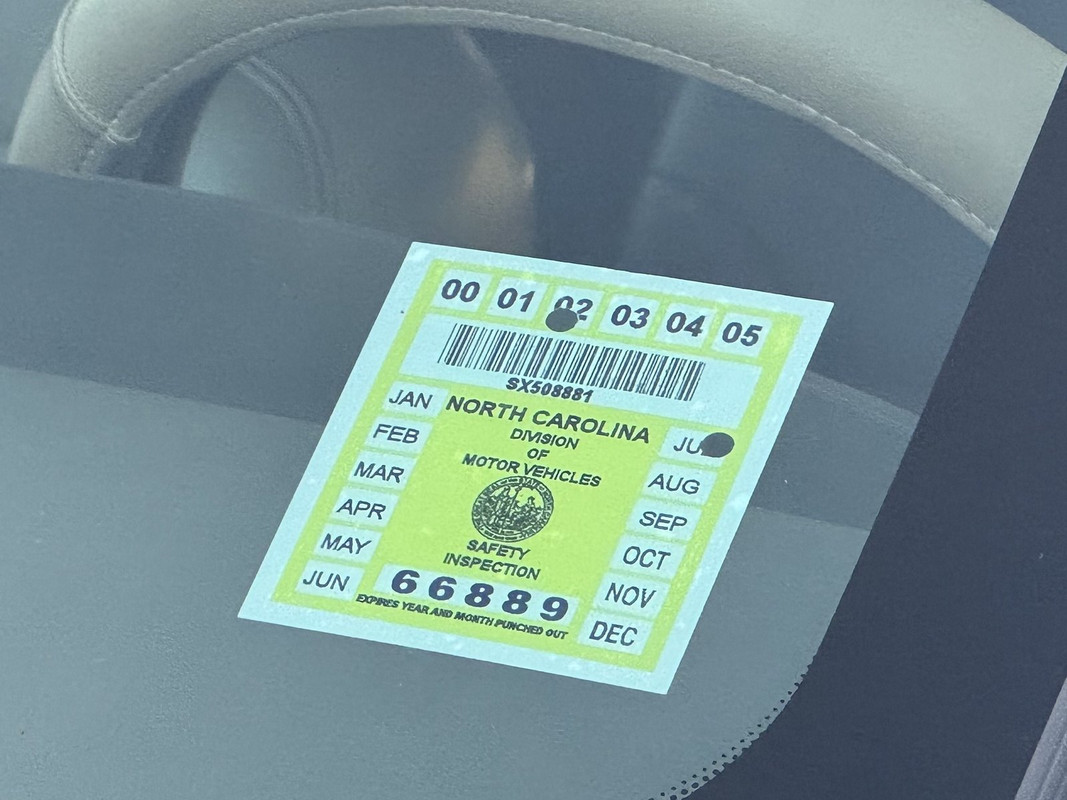 00 01 02 03 04 05
SX508881
NORTH CAROLINA
DIVISION
OF
MOTOR VEHICLES
SAFETY
INSPECTION
66889
EXPIRES YEAR AND MONTH PUNCHED OUT
JAN
FEB
MAR
APR
MAY
JUN
JU
AUG
SEP
OCT
NOV
DEC